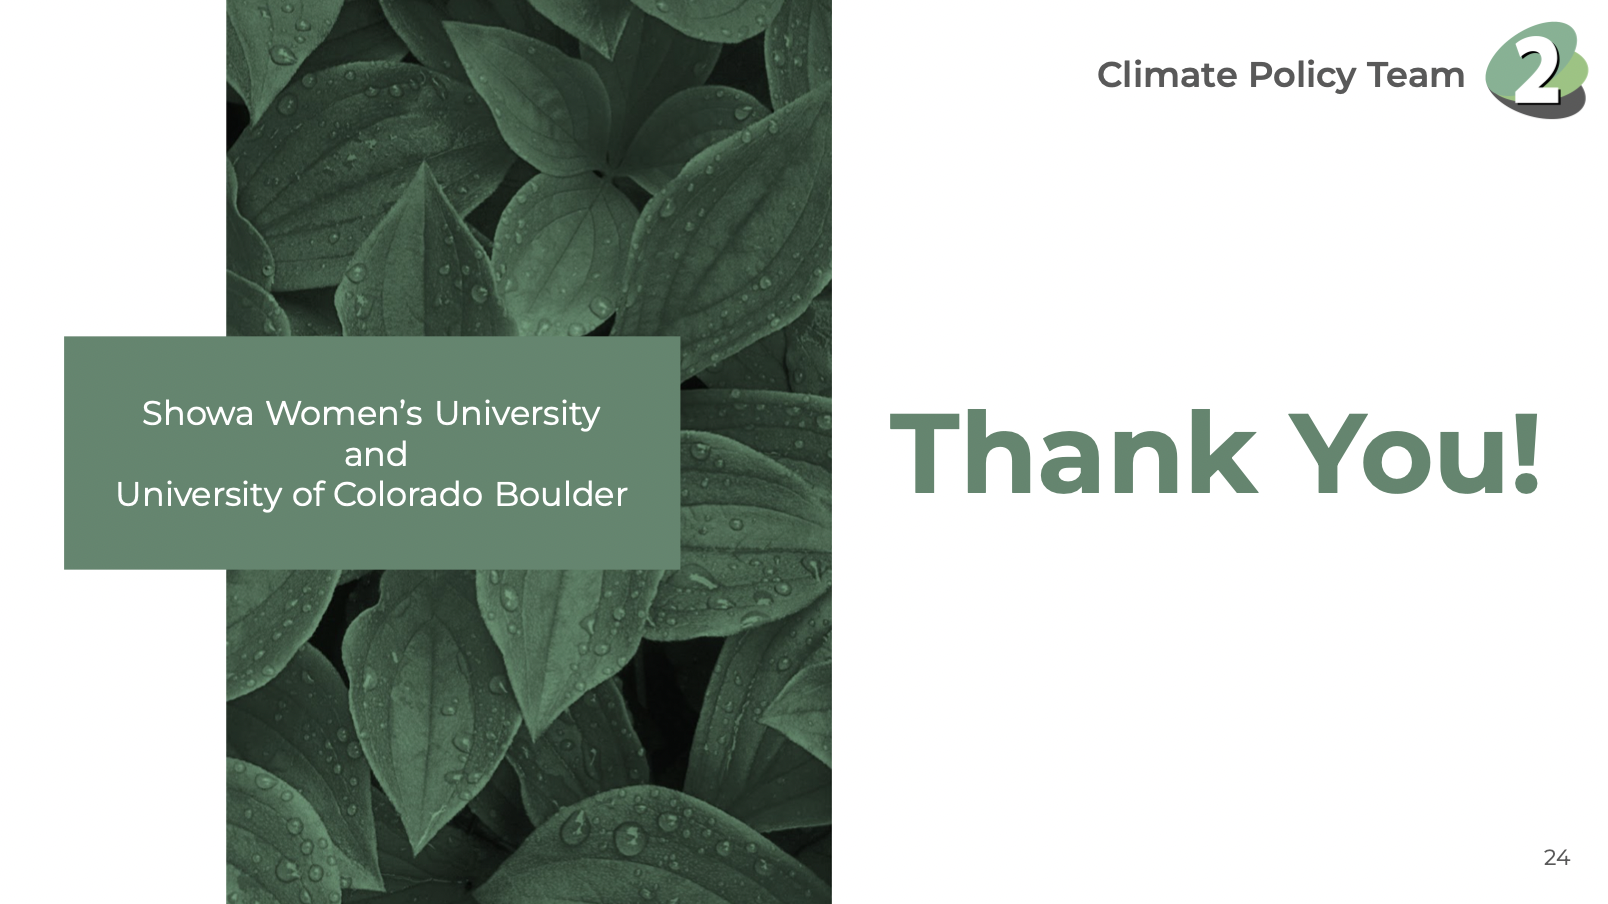 Climate Policy Team 2
Showa Women’s University
and
University of Colorado Boulder
Thank You!
24